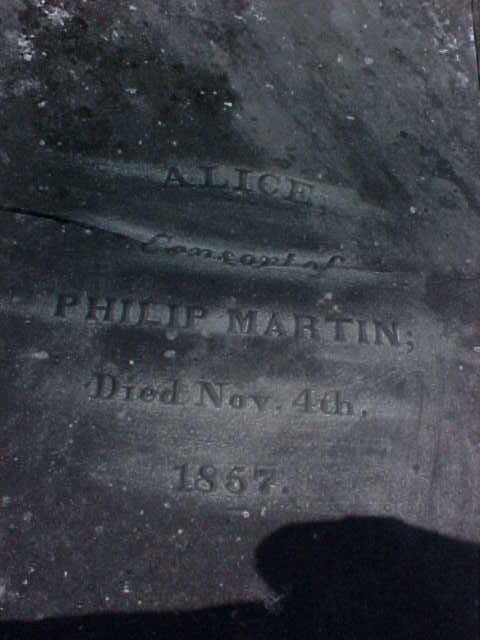 ALICE,
Consort of
PHILIP MARTIN;
Died Nov. 4th,
1857.